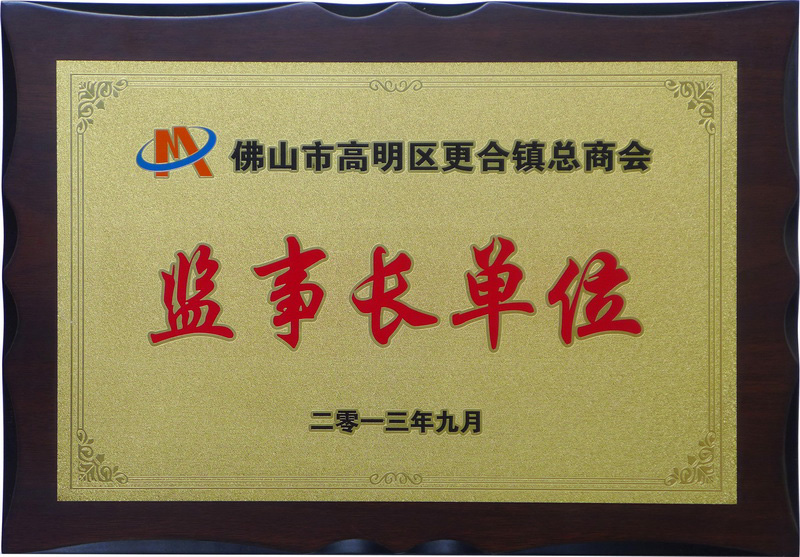 佛山市高明区更合镇总商会
监事长单位
二零一三年九月